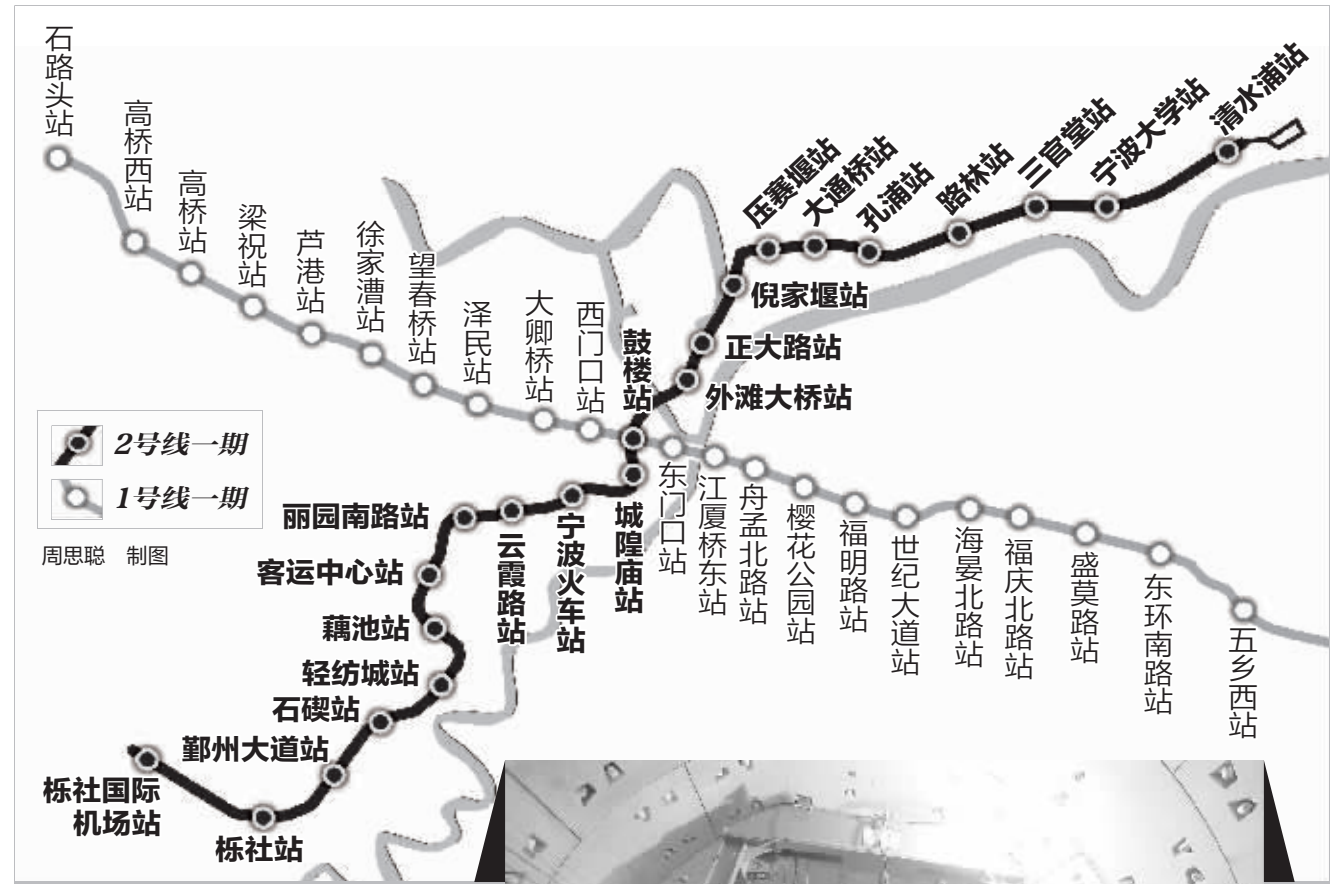 石路头站
高桥西站
高桥站
梁祝站
芦港站
徐家漕站
望春桥站
泽民站
大卿桥站
西门口站
鼓楼站
东门口站
江厦桥东站
舟孟北路站
樱花公园站
福明路站
世纪大道站
海晏北路站
福庆北路站
盛莫路站
东环南路站
五乡西站
清水浦站
宁波大学站
三官堂站
路林站
孔浦站
大通桥站
压赛堰站
倪家堰站
正大路站
外滩大桥站
城隍庙站
宁波火车站
云霞路站
丽园南路站
客运中心站
藕池站
轻纺城站
石碶站
鄞州大道站
栎社站
栎社国际
机场站
2号线一期
1号线一期
周思聪 制图